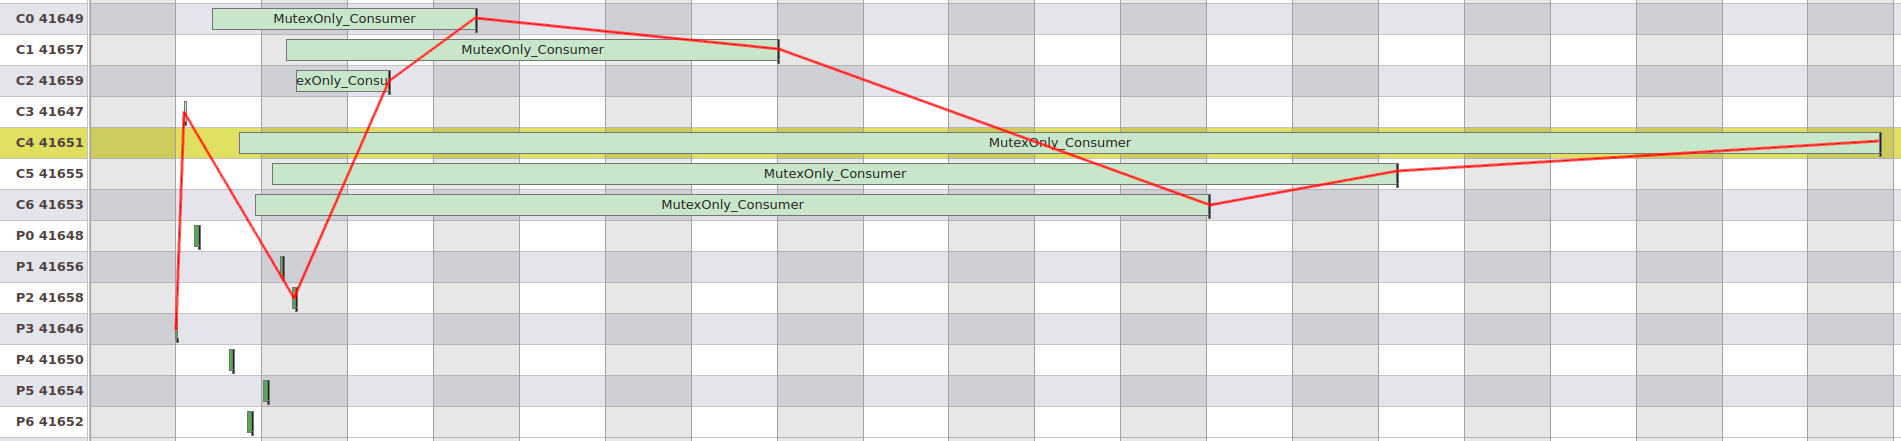 C0 41649 MutexOnly_Consumer
C1 41657 MutexOnly_Consumer
C2 41659 exOnly_Consu
C3 41647
C4 41651 MutexOnly_Consumer
C5 41655 MutexOnly_Consumer
C6 41653 MutexOnly_Consumer
P0 41648
P1 41656
P2 41658
P3 41646
P4 41650
P5 41654
P6 41652